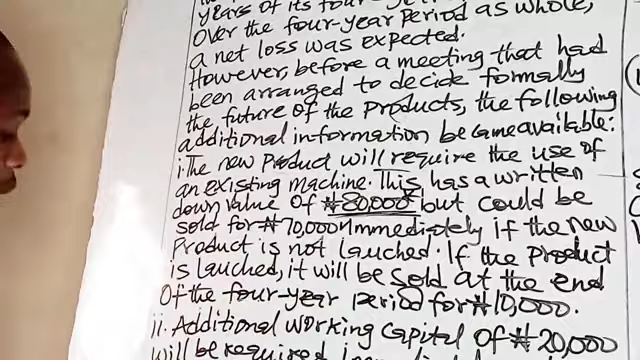 years of its four-year
Over the four-year Period as whole,
a net loss was expected.
However, before a meeting that had
been arranged to decide formally
the future of the Products, the following
additional information became available:
i. The new Product will require the use of
an existing machine. This has a written
down value of ₦80,000 but could be
sold for ₦70,000 Immediately if the new
Product is not lauched. If the Product
is lauched, it will be sold at the end
Of the four-year Period for ₦10,000.
ii. Additional Working Capital Of ₦20,000
will be required